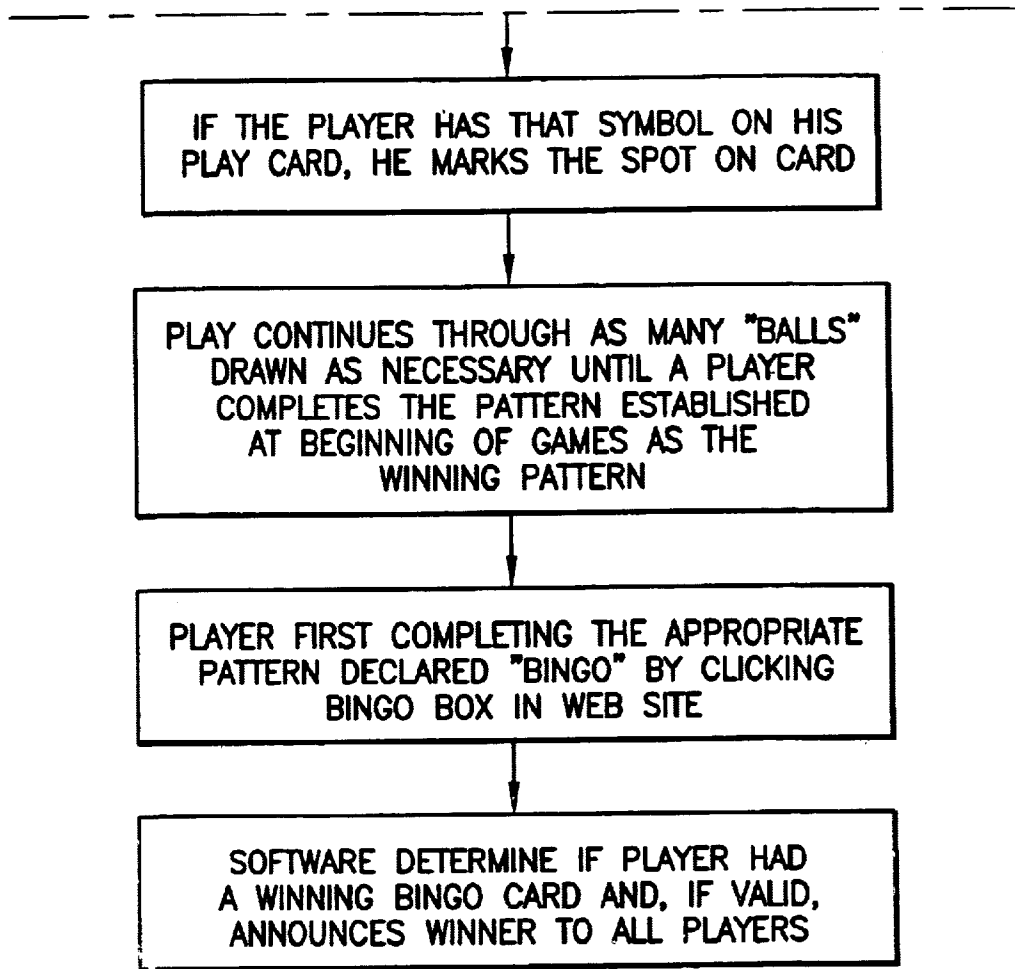 IF THE PLAYER HAS THAT SYMBOL ON HIS
PLAY CARD, HE MARKS THE SPOT ON CARD
PLAY CONTINUES THROUGH AS MANY "BALLS"
DRAWN AS NECESSARY UNTIL A PLAYER
COMPLETES THE PATTERN ESTABLISHED
AT BEGINNING OF GAMES AS THE
WINNING PATTERN
PLAYER FIRST COMPLETING THE APPROPRIATE
PATTERN DECLARED "BINGO" BY CLICKING
BINGO BOX IN WEB SITE
SOFTWARE DETERMINE IF PLAYER HAD
A WINNING BINGO CARD AND, IF VALID,
ANNOUNCES WINNER TO ALL PLAYERS